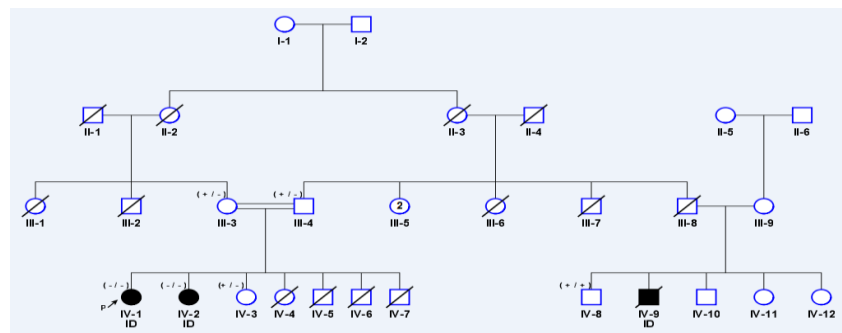 I-1 I-2
II-1 II-2 II-3 II-4 II-5 II-6
(+/-) (+/-)
2
III-1 III-2 III-3 III-4 III-5 III-6 III-7 III-8 III-9
(-/-) (-/-) (+/-) (+/+)
P
IV-1 IV-2 IV-3 IV-4 IV-5 IV-6 IV-7 IV-8 IV-9 IV-10 IV-11 IV-12
ID ID ID